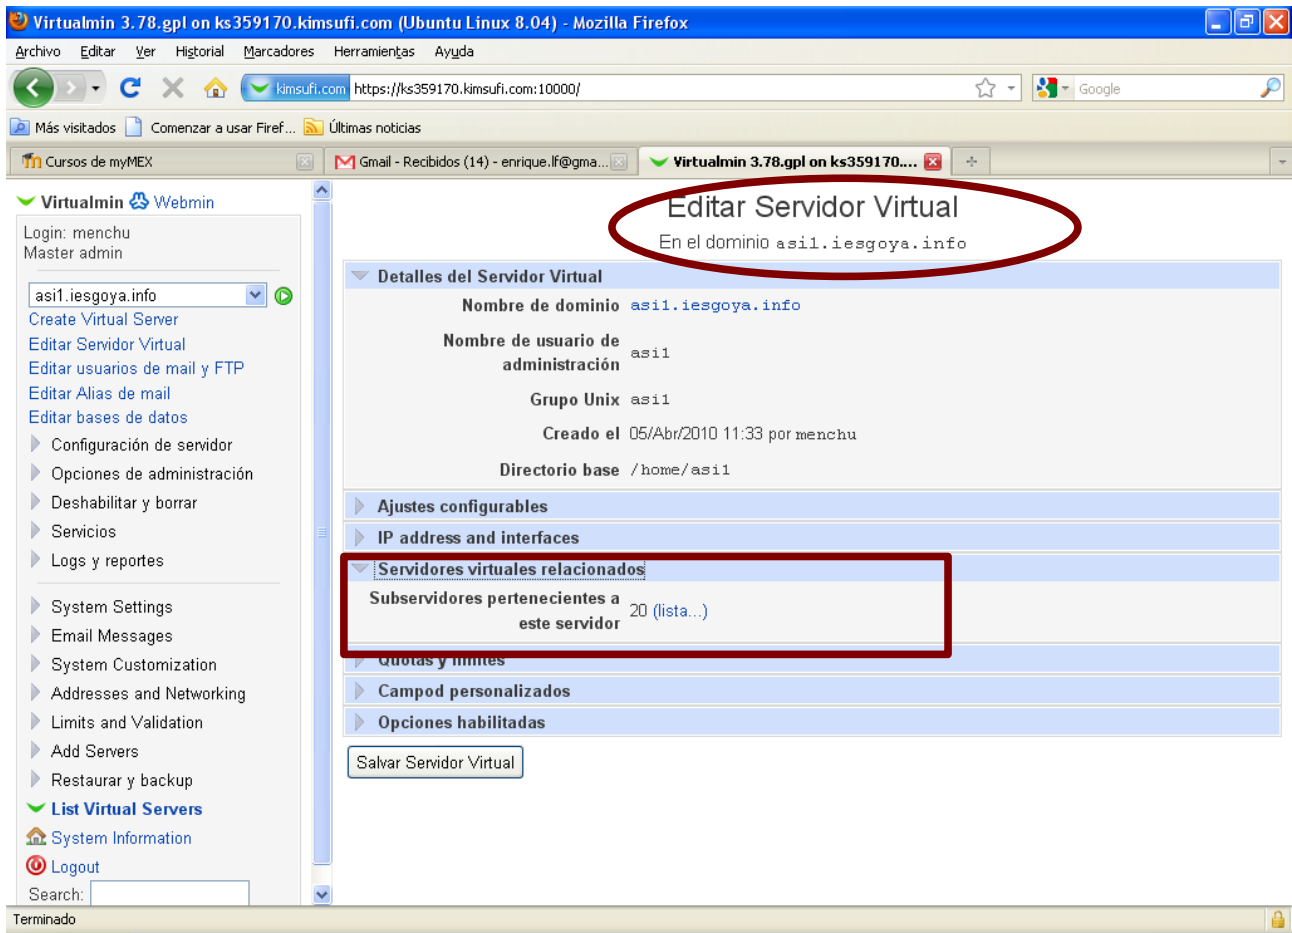 Virtualmin 3.78.gpl on ks359170.kimsufi.com (Ubuntu Linux 8.04) - Mozilla Firefox
Archivo Editar Ver Historial Marcadores Herramientas Ayuda
kimsufi.com https://ks359170.kimsufi.com:10000/ Google
Más visitados Comenzar a usar Firef... Últimas noticias
Cursos de myMEX Gmail - Recibidos (14) - enrique.lf@gma... Virtualmin 3.78.gpl on ks359170....
Virtualmin Webmin
Login: menchu
Master admin
asi1.iesgoya.info
Create Virtual Server
Editar Servidor Virtual
Editar usuarios de mail y FTP
Editar Alias de mail
Editar bases de datos
Configuración de servidor
Opciones de administración
Deshabilitar y borrar
Servicios
Logs y reportes
System Settings
Email Messages
System Customization
Addresses and Networking
Limits and Validation
Add Servers
Restaurar y backup
List Virtual Servers
System Information
Logout
Search:
Editar Servidor Virtual
En el dominio asi1.iesgoya.info
Detalles del Servidor Virtual
Nombre de dominio asi1.iesgoya.info
Nombre de usuario de
administración asi1
Grupo Unix asi1
Creado el 05/Abr/2010 11:33 por menchu
Directorio base /home/asi1
Ajustes configurables
IP address and interfaces
Servidores virtuales relacionados
Subservidores pertenecientes a
este servidor 20 (lista...)
Quotas y límites
Campod personalizados
Opciones habilitadas
Salvar Servidor Virtual
Terminado